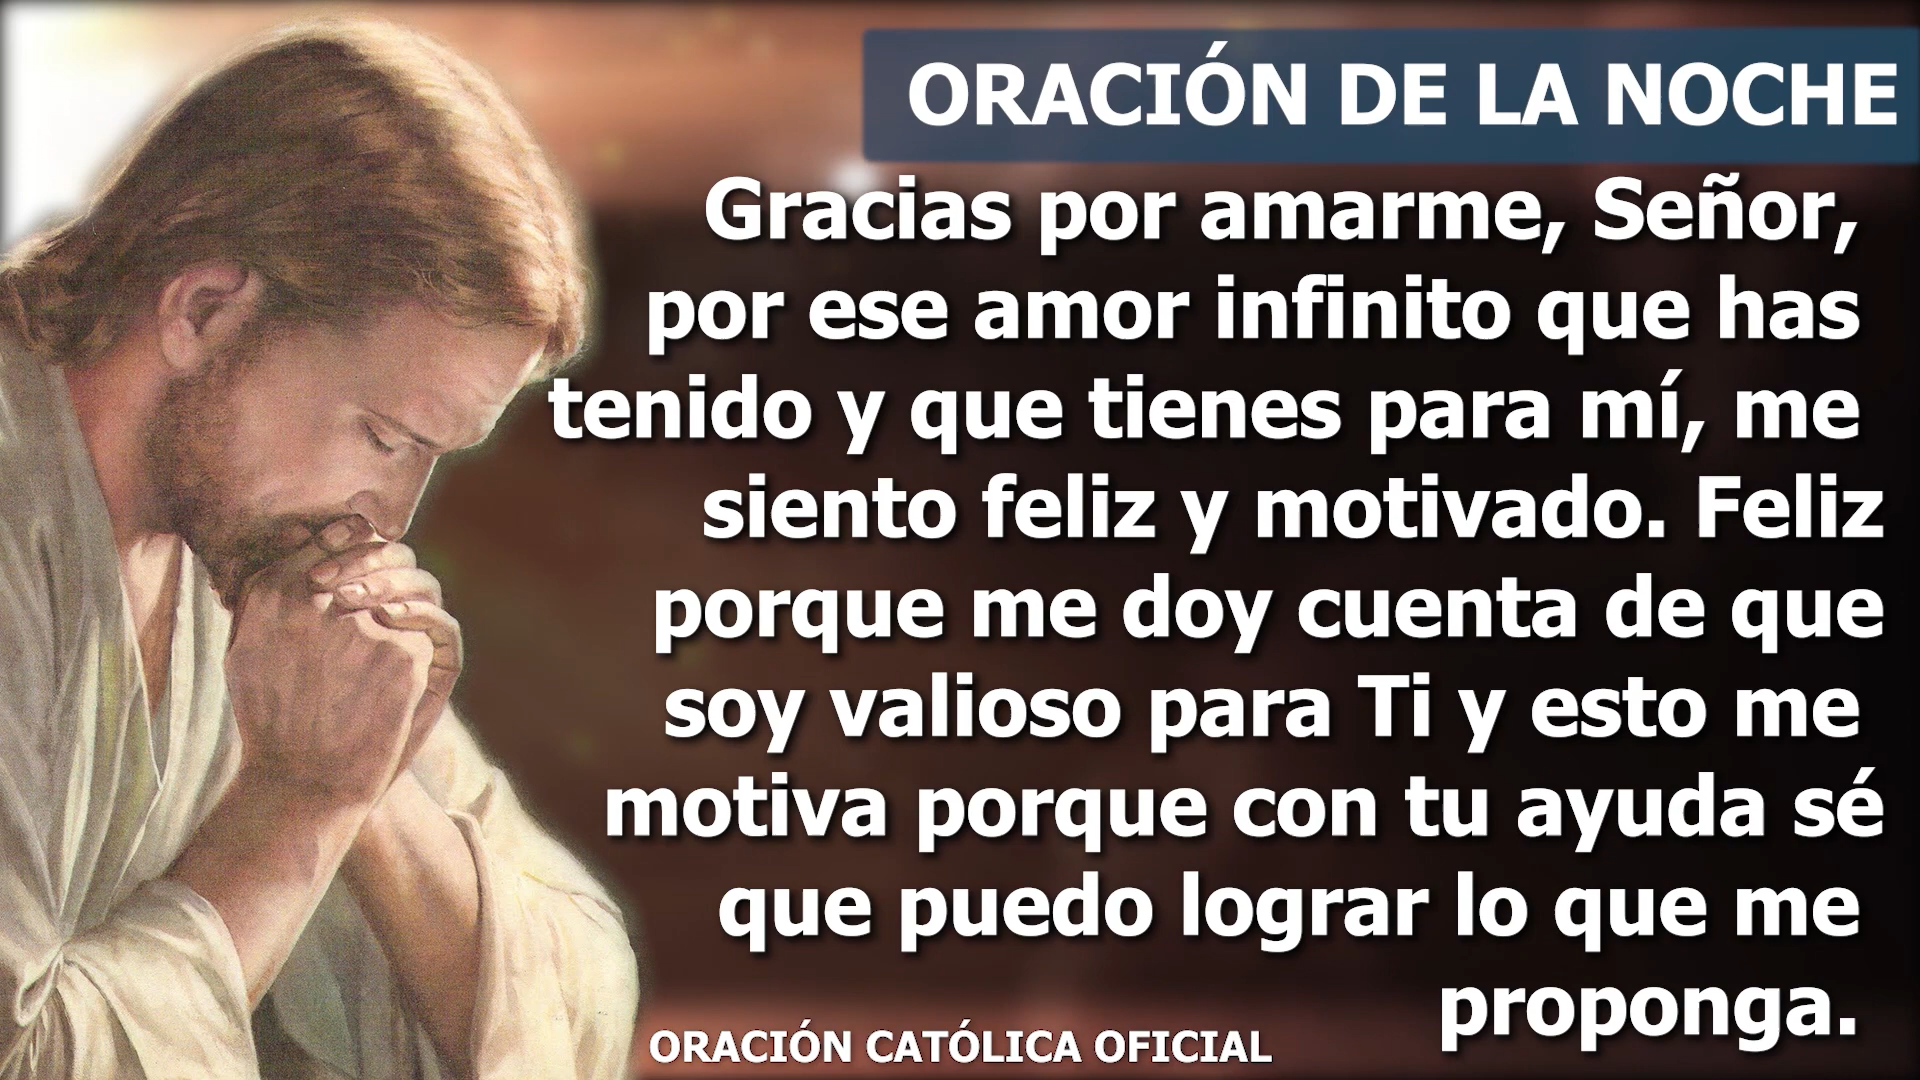 ORACIÓN DE LA NOCHE
Gracias por amarme, Señor,
por ese amor infinito que has
tenido y que tienes para mí, me
siento feliz y motivado. Feliz
porque me doy cuenta de que
soy valioso para Ti y esto me
motiva porque con tu ayuda sé
que puedo lograr lo que me
proponga.
ORACIÓN CATÓLICA OFICIAL